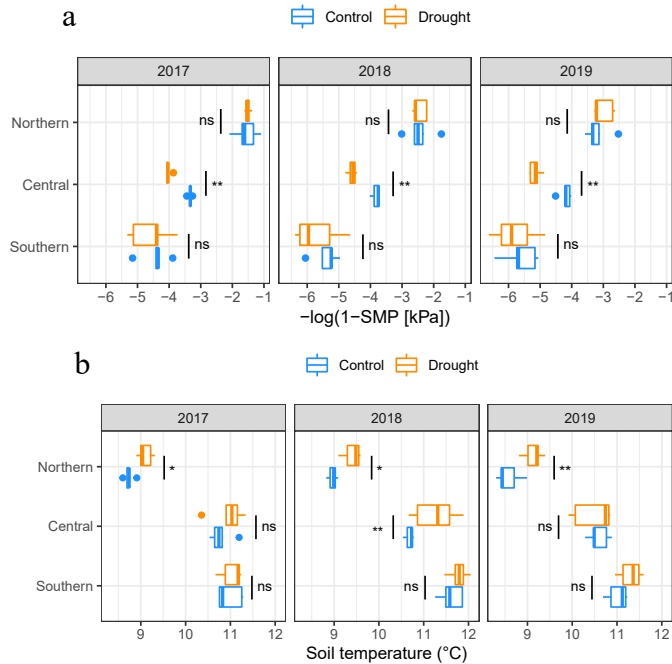 a
Control Drought
2017 2018 2019
Northern ns ns ns
Central ** ** **
Southern ns ns ns
−6 −5 −4 −3 −2 −1 −6 −5 −4 −3 −2 −1 −6 −5 −4 −3 −2 −1
−log(1−SMP [kPa])
b
Control Drought
2017 2018 2019
Northern * * **
Central ns ** ns
Southern ns ns ns
9 10 11 12 9 10 11 12 9 10 11 12
Soil temperature (°C)